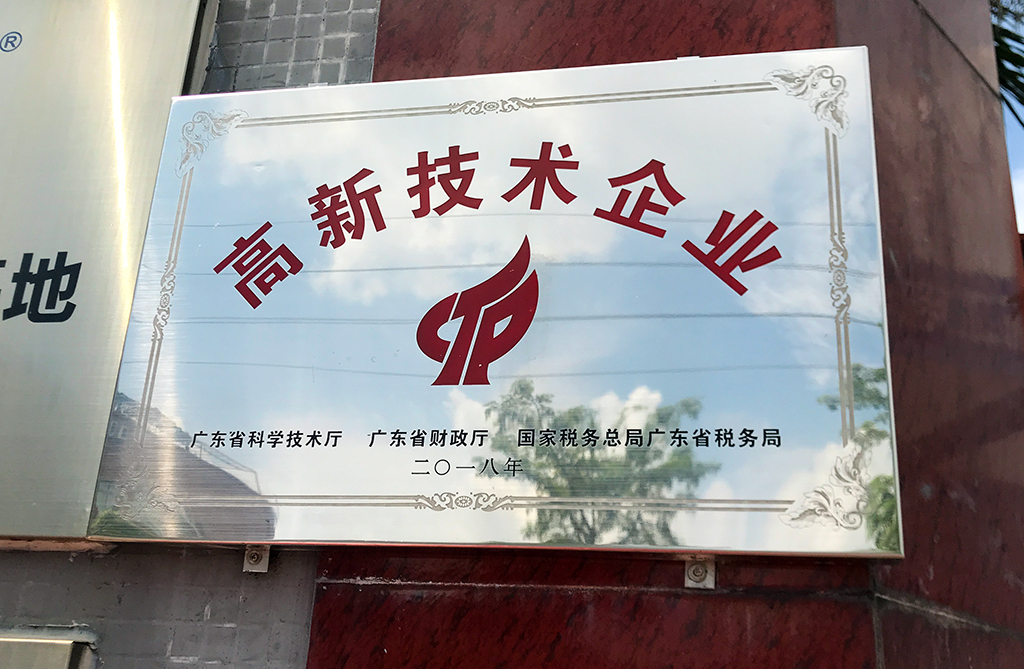 ®
地
高新技术企业
广东省科学技术厅 广东省财政厅 国家税务总局广东省税务局
二〇一八年